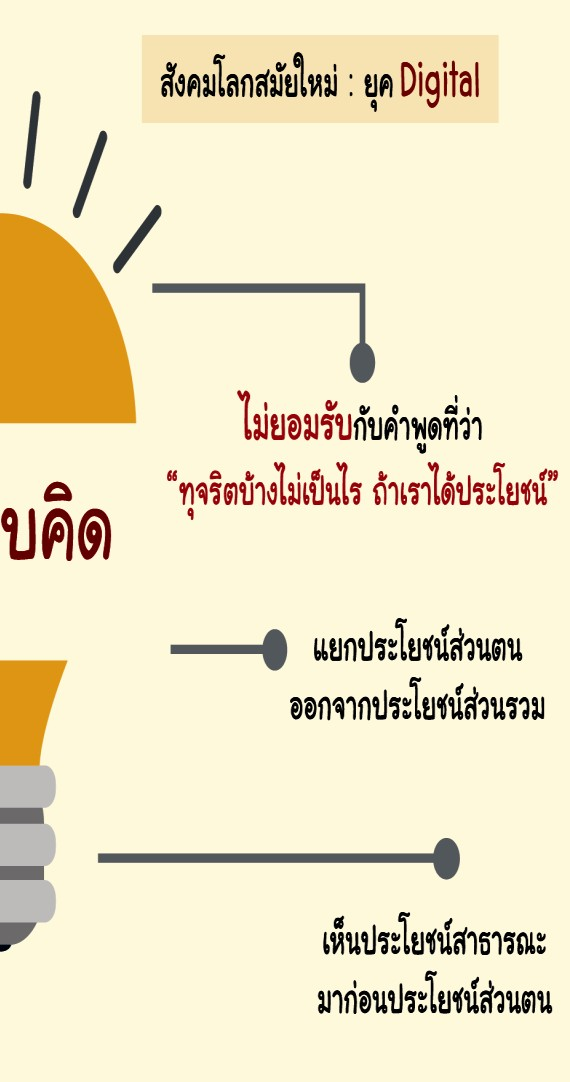 สังคมโลกสมัยใหม่ : ยุค Digital
ไม่ยอมรับกับคำพูดที่ว่า
“ทุจริตบ้างไม่เป็นไร ถ้าเราได้ประโยชน์”
บคิด
แยกประโยชน์ส่วนตน
ออกจากประโยชน์ส่วนรวม
เห็นประโยชน์สาธารณะ
มาก่อนประโยชน์ส่วนตน